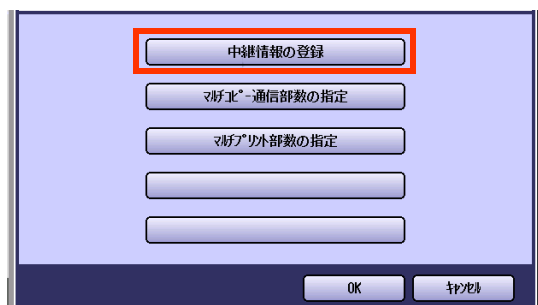 中継情報の登録
ﾏﾙﾁｺﾋﾟｰ通信部数の指定
ﾏﾙﾁﾌﾟﾘﾝﾄ部数の指定
OK
ｷｬﾝｾﾙ